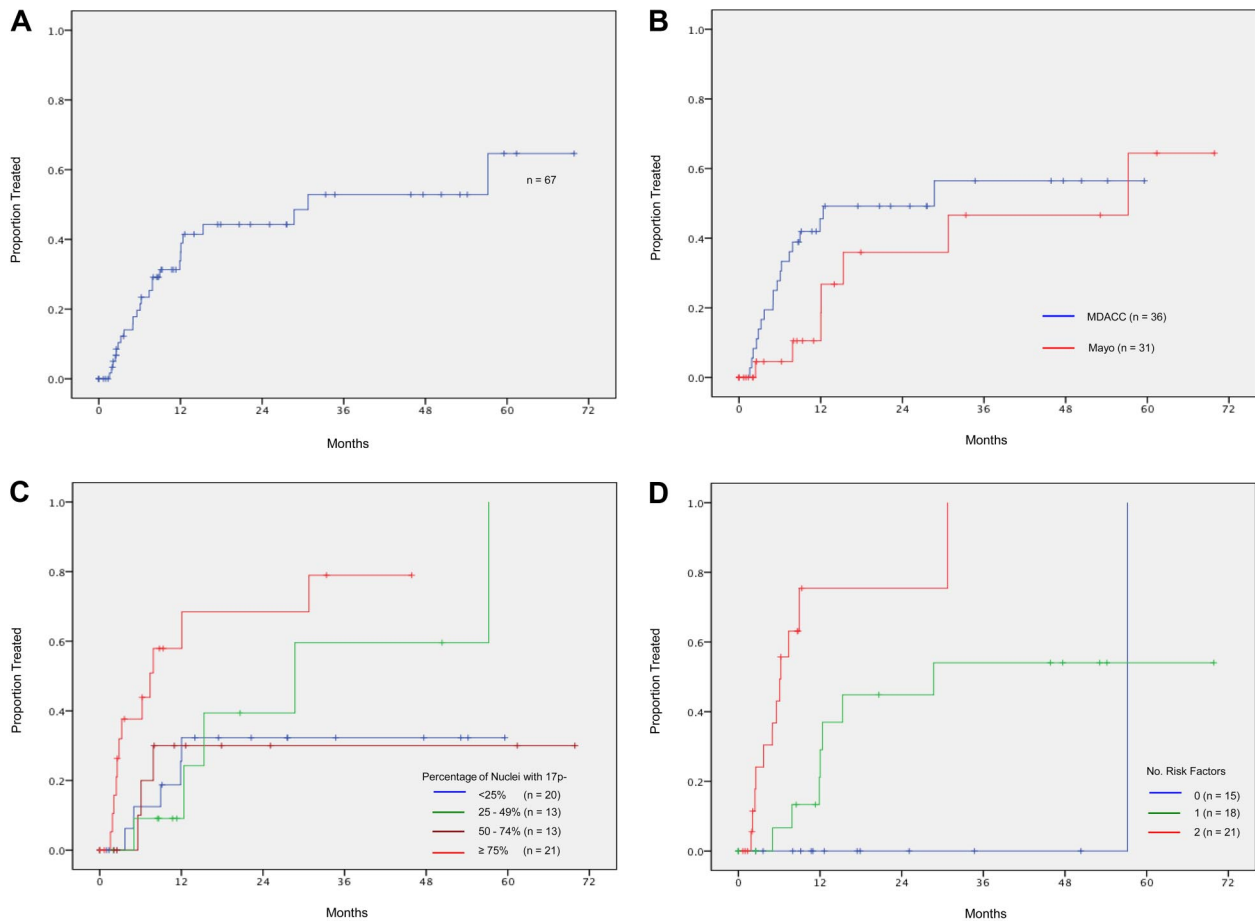 A
1.0
0.8
0.6
0.4
0.2
0.0
Proportion Treated
n = 67
0 12 24 36 48 60 72
Months
B
1.0
0.8
0.6
0.4
0.2
0.0
Proportion Treated
MDACC (n = 36)
Mayo (n = 31)
0 12 24 36 48 60 72
Months
C
1.0
0.8
0.6
0.4
0.2
0.0
Proportion Treated
Percentage of Nuclei with 17p-
<25% (n = 20)
25 - 49% (n = 13)
50 - 74% (n = 13)
≥ 75% (n = 21)
0 12 24 36 48 60 72
Months
D
1.0
0.8
0.6
0.4
0.2
0.0
Proportion Treated
No. Risk Factors
0 (n = 15)
1 (n = 18)
2 (n = 21)
0 12 24 36 48 60 72
Months